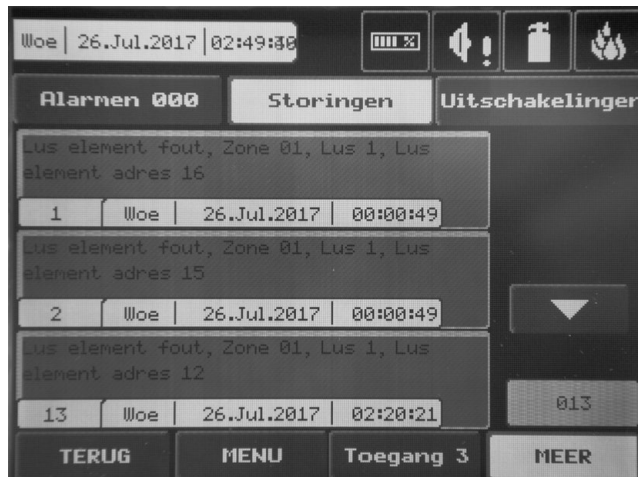 Woe | 26.Jul.2017 | 02:49:
Alarmen 000 Storingen Uitschakelinger
Lus element fout, Zone 01, Lus 1, Lus
element adres 16
1 Woe | 26.Jul.2017 | 00:00:49
Lus element fout, Zone 01, Lus 1, Lus
element adres 15
2 Woe | 26.Jul.2017 | 00:00:49
Lus element fout, Zone 01, Lus 1, Lus
element adres 12
13 Woe | 26.Jul.2017 | 02:20:21
013
TERUG MENU Toegang 3 MEER